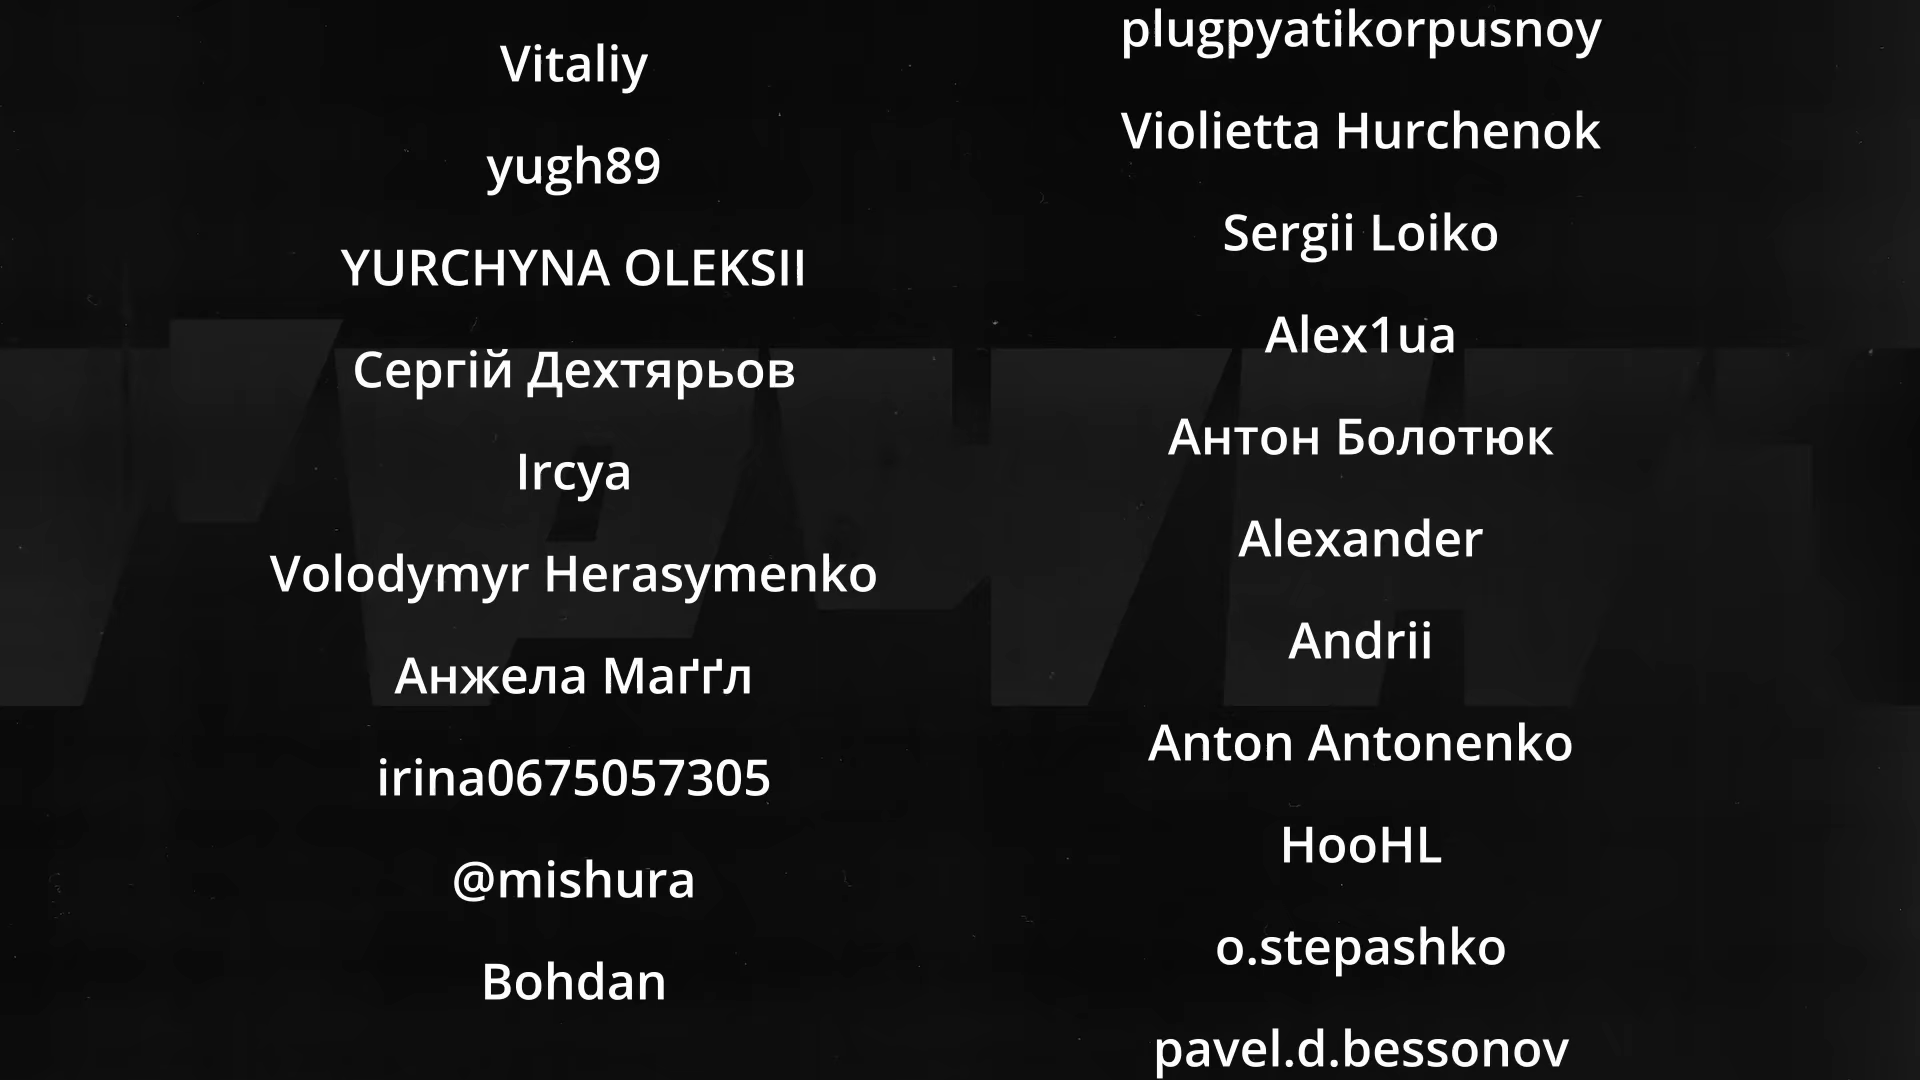 Vitaliy
yugh89
YURCHYNA OLEKSII
Сергій Дехтярьов
Ircya
Volodymyr Herasymenko
Анжела Маґґл
irina0675057305
@mishura
Bohdan
plugpyatikorpusnoy
Violietta Hurchenok
Sergii Loiko
Alex1ua
Антон Болотюк
Alexander
Andrii
Anton Antonenko
HooHL
o.stepashko
pavel.d.bessonov